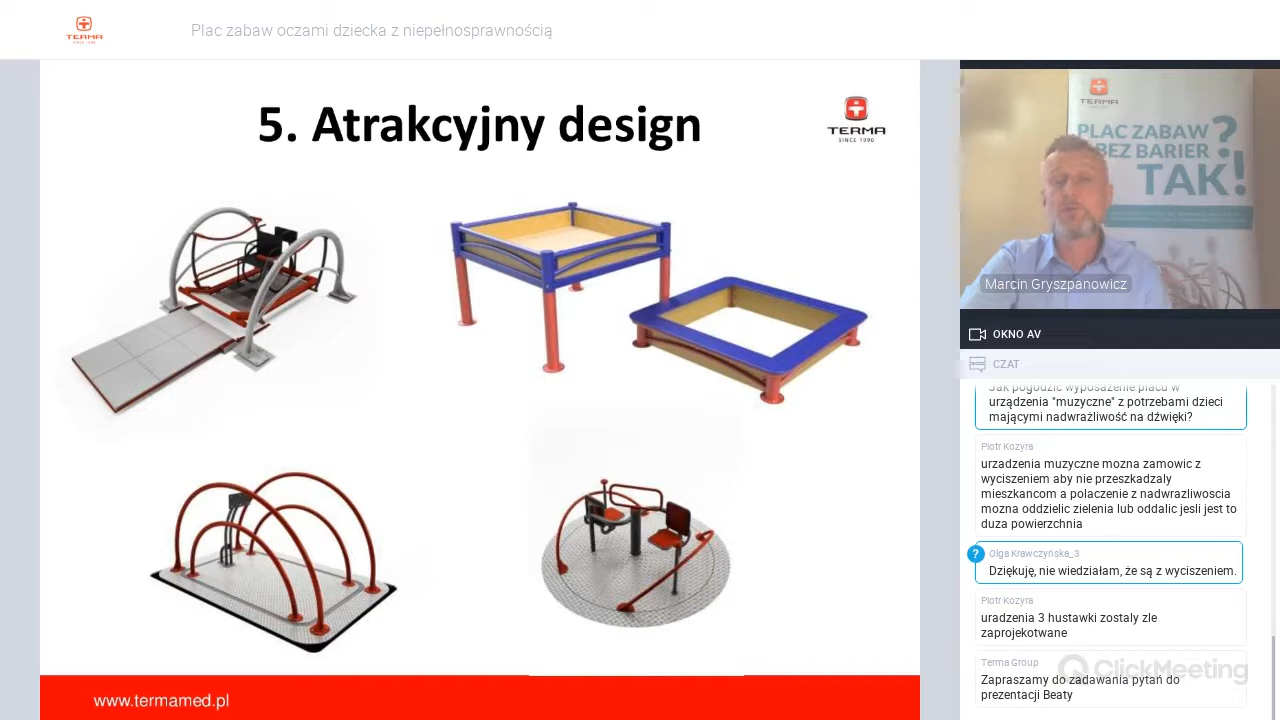 TERMA
SINCE 1990
Plac zabaw oczami dziecka z niepełnosprawnością
5. Atrakcyjny design
TERMA
SINCE 1990
www.termamed.pl
TERMA
PLAC ZABAW
BEZ BARIER ?
TAK!
Marcin Gryszpanowicz
OKNO AV
CZAT
Jak pogodzić wyposażenie placu w
urządzenia "muzyczne" z potrzebami dzieci
mającymi nadwrażliwość na dźwięki?
Piotr Kozyra
urzadzenia muzyczne mozna zamowic z
wyciszeniem aby nie przeszkadzaly
mieszkancom. a polaczenie z nadwrazliwoscia
mozna oddzielic zielenia lub oddalic jesli jest to
duza powierzchnia
?
Olga Krawczyńska_3
Dziękuję, nie wiedziałam, że są z wyciszeniem.
Piotr Kozyra
uradzenia 3 hustawki zostaly zle
zaprojekotwane
Terma Group
Zapraszamy do zadawania pytań do
prezentacji Beaty
ClickMeeting